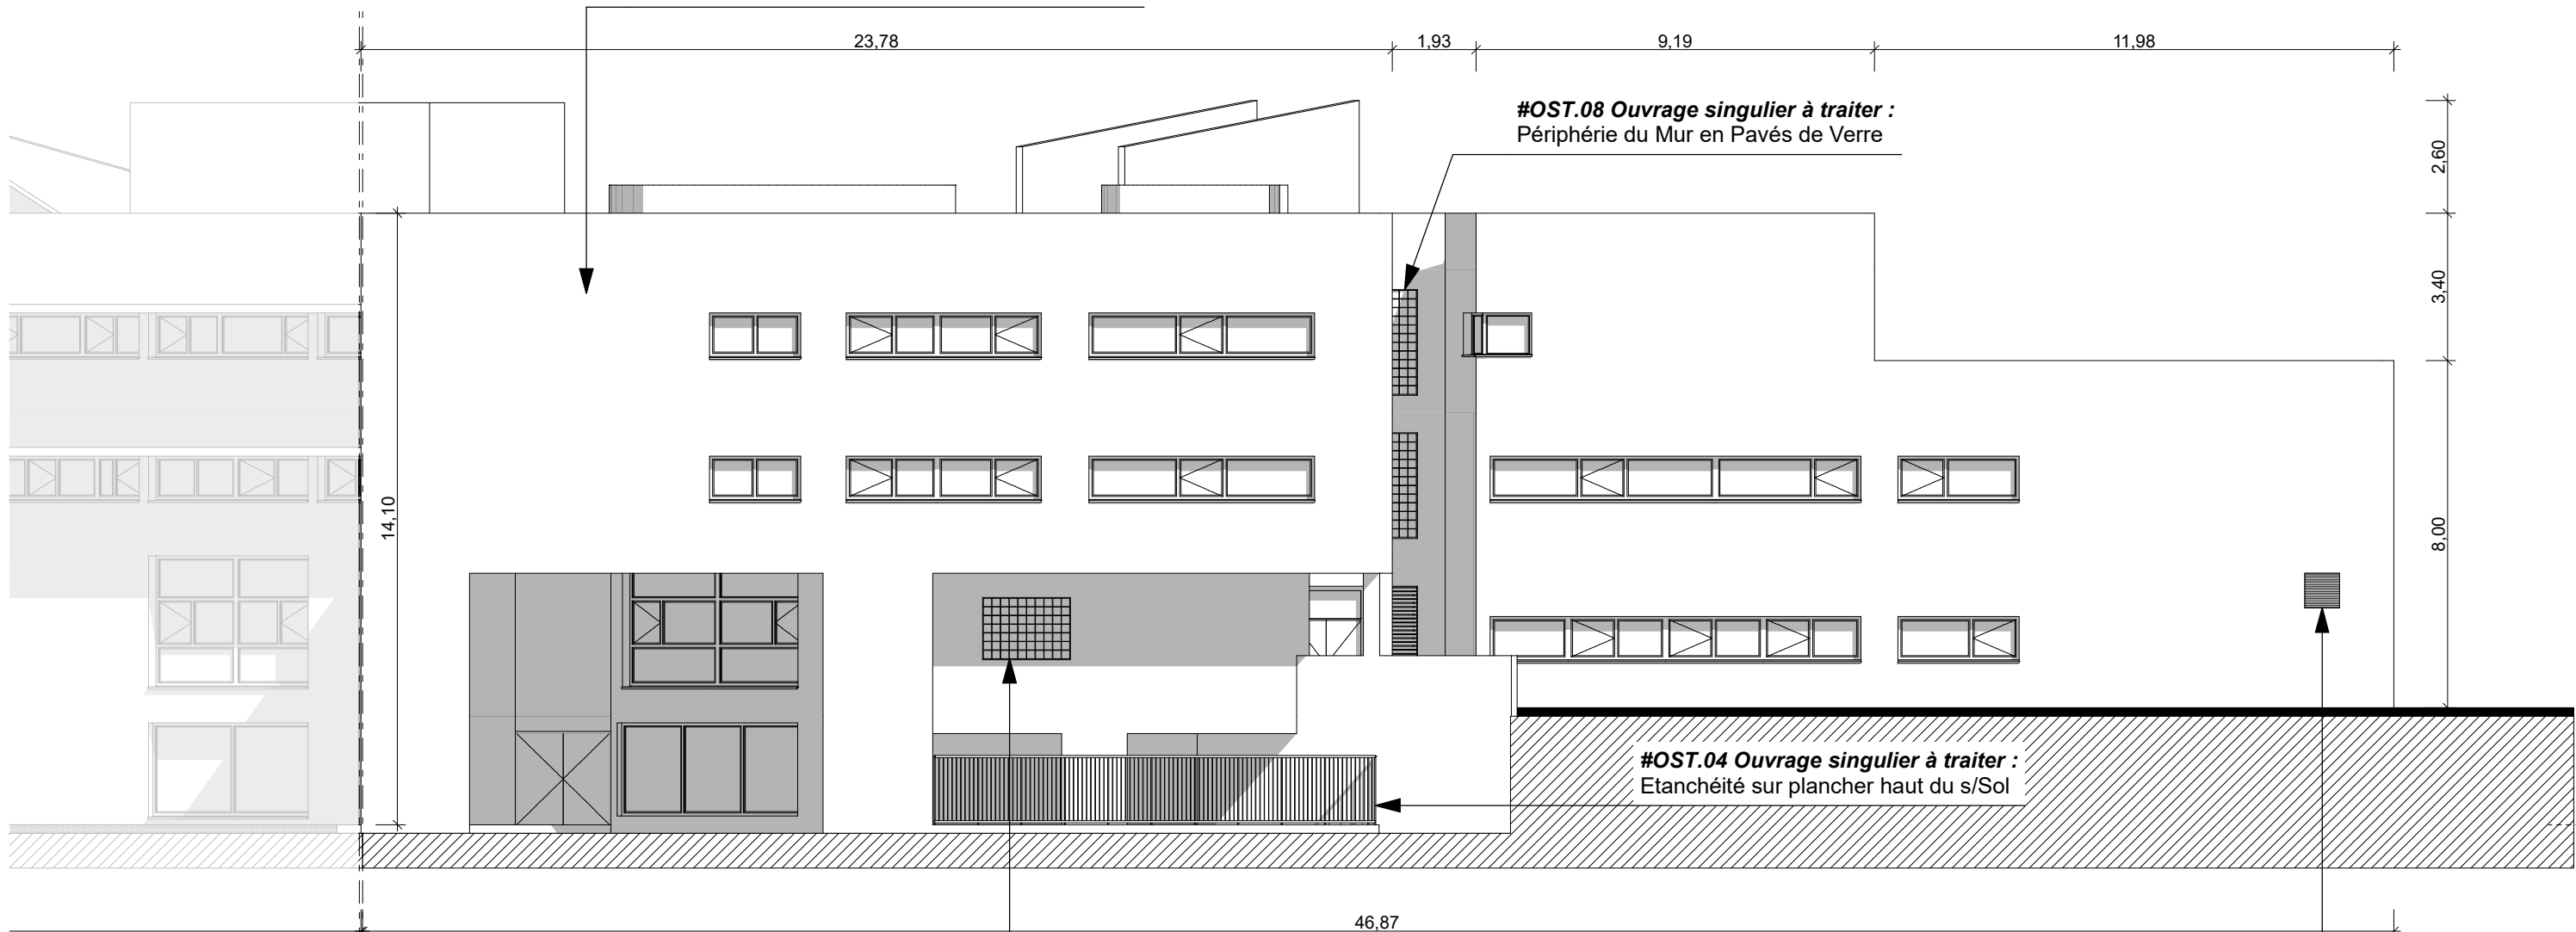 23,78
1,93
9,19
11,98
#OST.08 Ouvrage singulier à traiter :
Périphérie du Mur en Pavés de Verre
2,60
3,40
14,10
8,00
#OST.04 Ouvrage singulier à traiter :
Etanchéité sur plancher haut du s/Sol
46,87